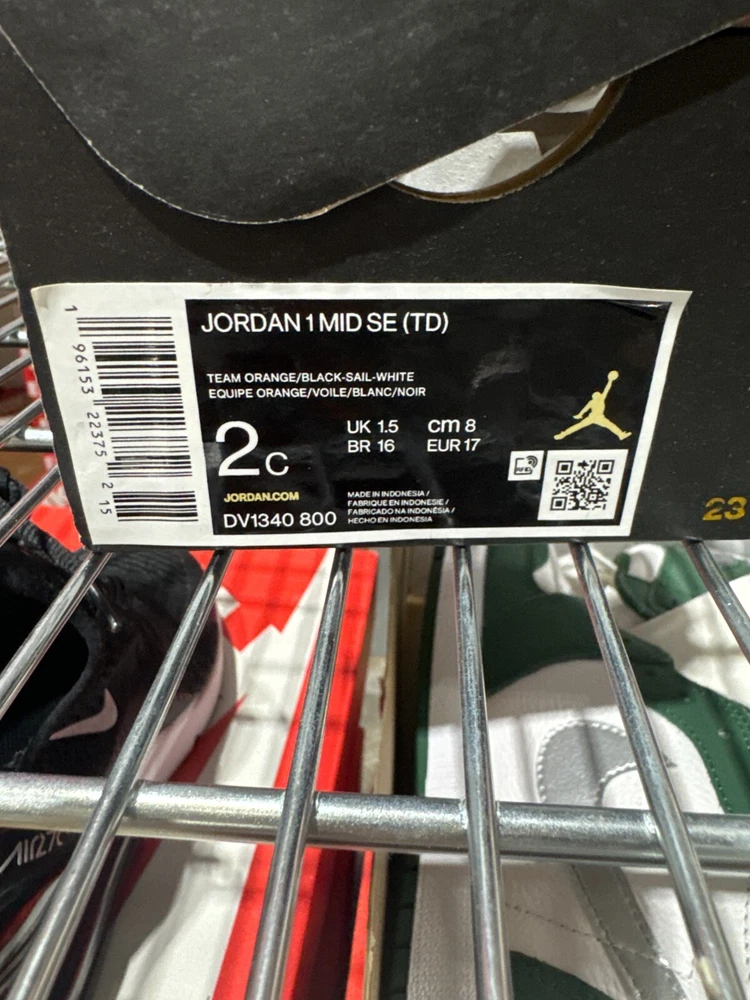 JORDAN 1 MID SE (TD)
TEAM ORANGE/BLACK-SAIL-WHITE
EQUIPE ORANGE/VOILE/BLANC/NOIR
2C
UK 1.5
cm 8
BR 16
EUR 17
JORDAN.COM
DV1340 800
MADE IN INDONESIA /
FABRIQUE EN INDONESIE /
FABRICADO NA INDONÉSIA /
HECHO EN INDONESIA
RFID
1 96153 22375 2 15
23